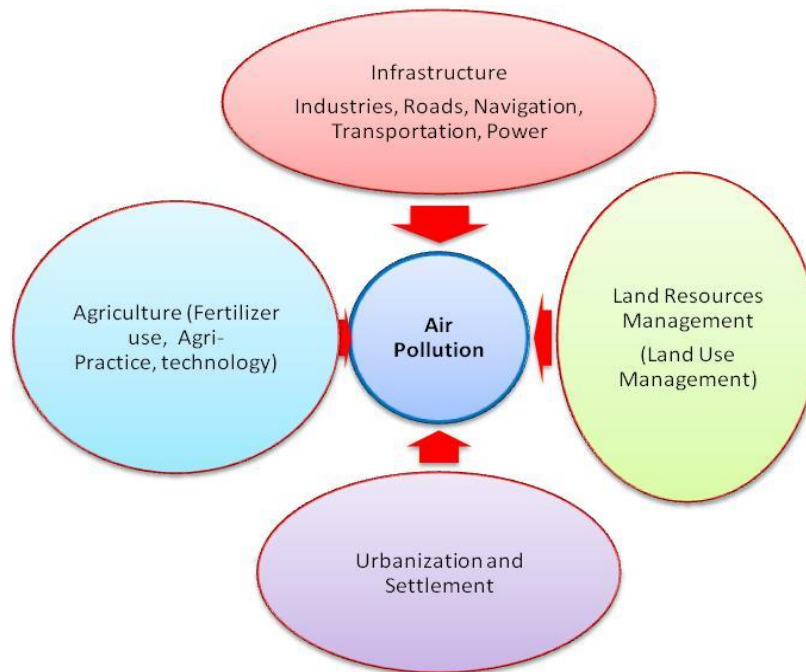 Infrastructure
Industries, Roads, Navigation,
Transportation, Power
Agriculture (Fertilizer
use, Agri-
Practice, technology)
Air
Pollution
Land Resources
Management
(Land Use
Management)
Urbanization and
Settlement